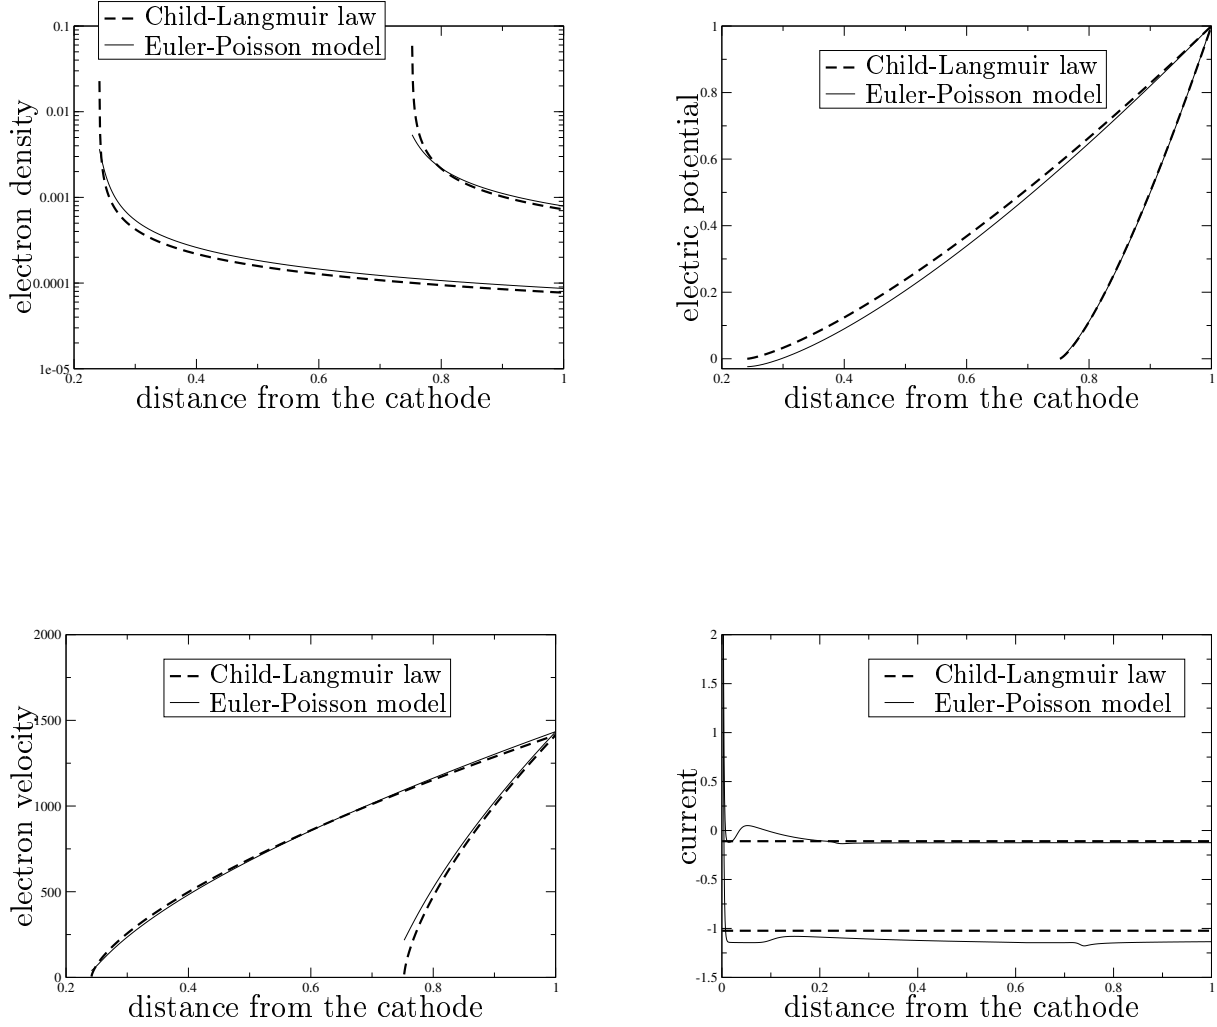 Child-Langmuir law
Euler-Poisson model
0.1
0.01
0.001
0.0001
1e-05
0.2 0.4 0.6 0.8 1
electron density
distance from the cathode
Child-Langmuir law
Euler-Poisson model
1
0.8
0.6
0.4
0.2
0
0.2 0.4 0.6 0.8 1
electric potential
distance from the cathode
Child-Langmuir law
Euler-Poisson model
2000
1500
1000
500
0
0.2 0.4 0.6 0.8 1
electron velocity
distance from the cathode
Child-Langmuir law
Euler-Poisson model
2
1.5
1
0.5
0
-0.5
-1
-1.5
0 0.2 0.4 0.6 0.8 1
current
distance from the cathode